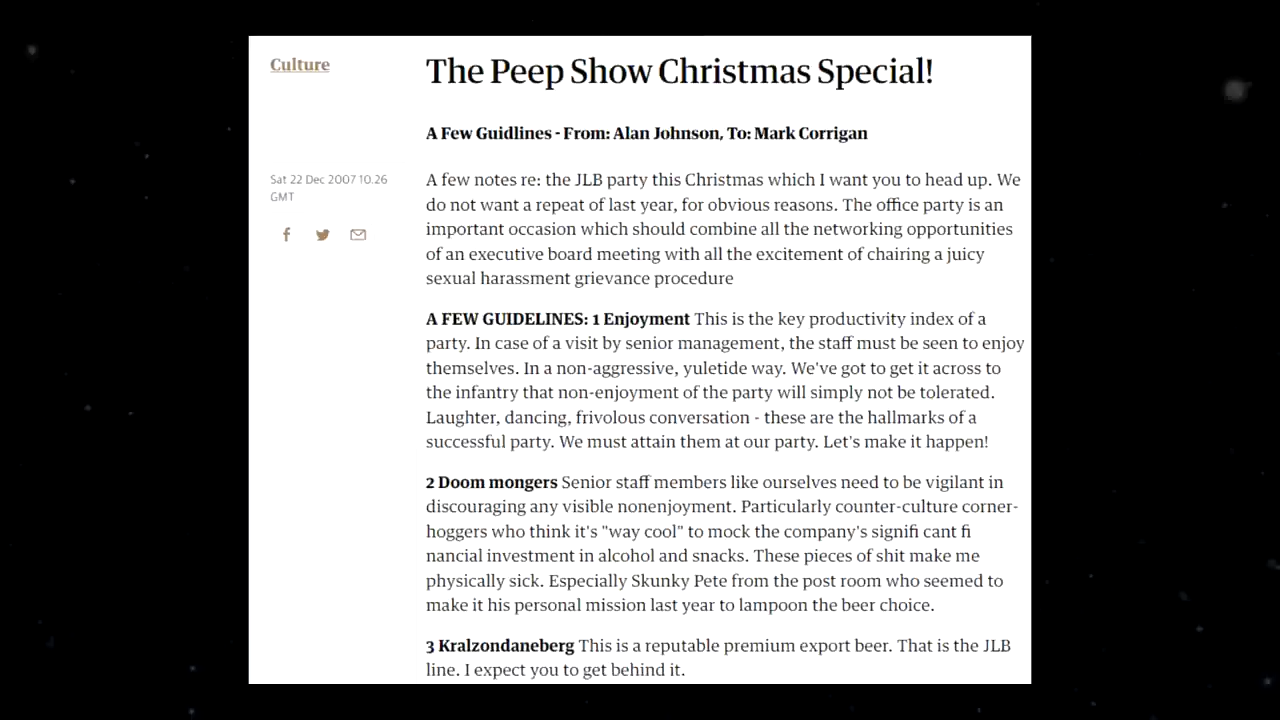 Culture
The Peep Show Christmas Special!
A Few Guidlines - From: Alan Johnson, To: Mark Corrigan
Sat 22 Dec 2007 10.26
GMT
A few notes re: the JLB party this Christmas which I want you to head up. We
do not want a repeat of last year, for obvious reasons. The office party is an
important occasion which should combine all the networking opportunities
of an executive board meeting with all the excitement of chairing a juicy
sexual harassment grievance procedure
A FEW GUIDELINES: 1 Enjoyment This is the key productivity index of a
party. In case of a visit by senior management, the staff must be seen to enjoy
themselves. In a non-aggressive, yuletide way. We've got to get it across to
the infantry that non-enjoyment of the party will simply not be tolerated.
Laughter, dancing, frivolous conversation - these are the hallmarks of a
successful party. We must attain them at our party. Let's make it happen!
2 Doom mongers Senior staff members like ourselves need to be vigilant in
discouraging any visible nonenjoyment. Particularly counter-culture corner-
hoggers who think it's "way cool" to mock the company's signifi cant fi
nancial investment in alcohol and snacks. These pieces of shit make me
physically sick. Especially Skunky Pete from the post room who seemed to
make it his personal mission last year to lampoon the beer choice.
3 Kralzondaneberg This is a reputable premium export beer. That is the JLB
line. I expect you to get behind it.